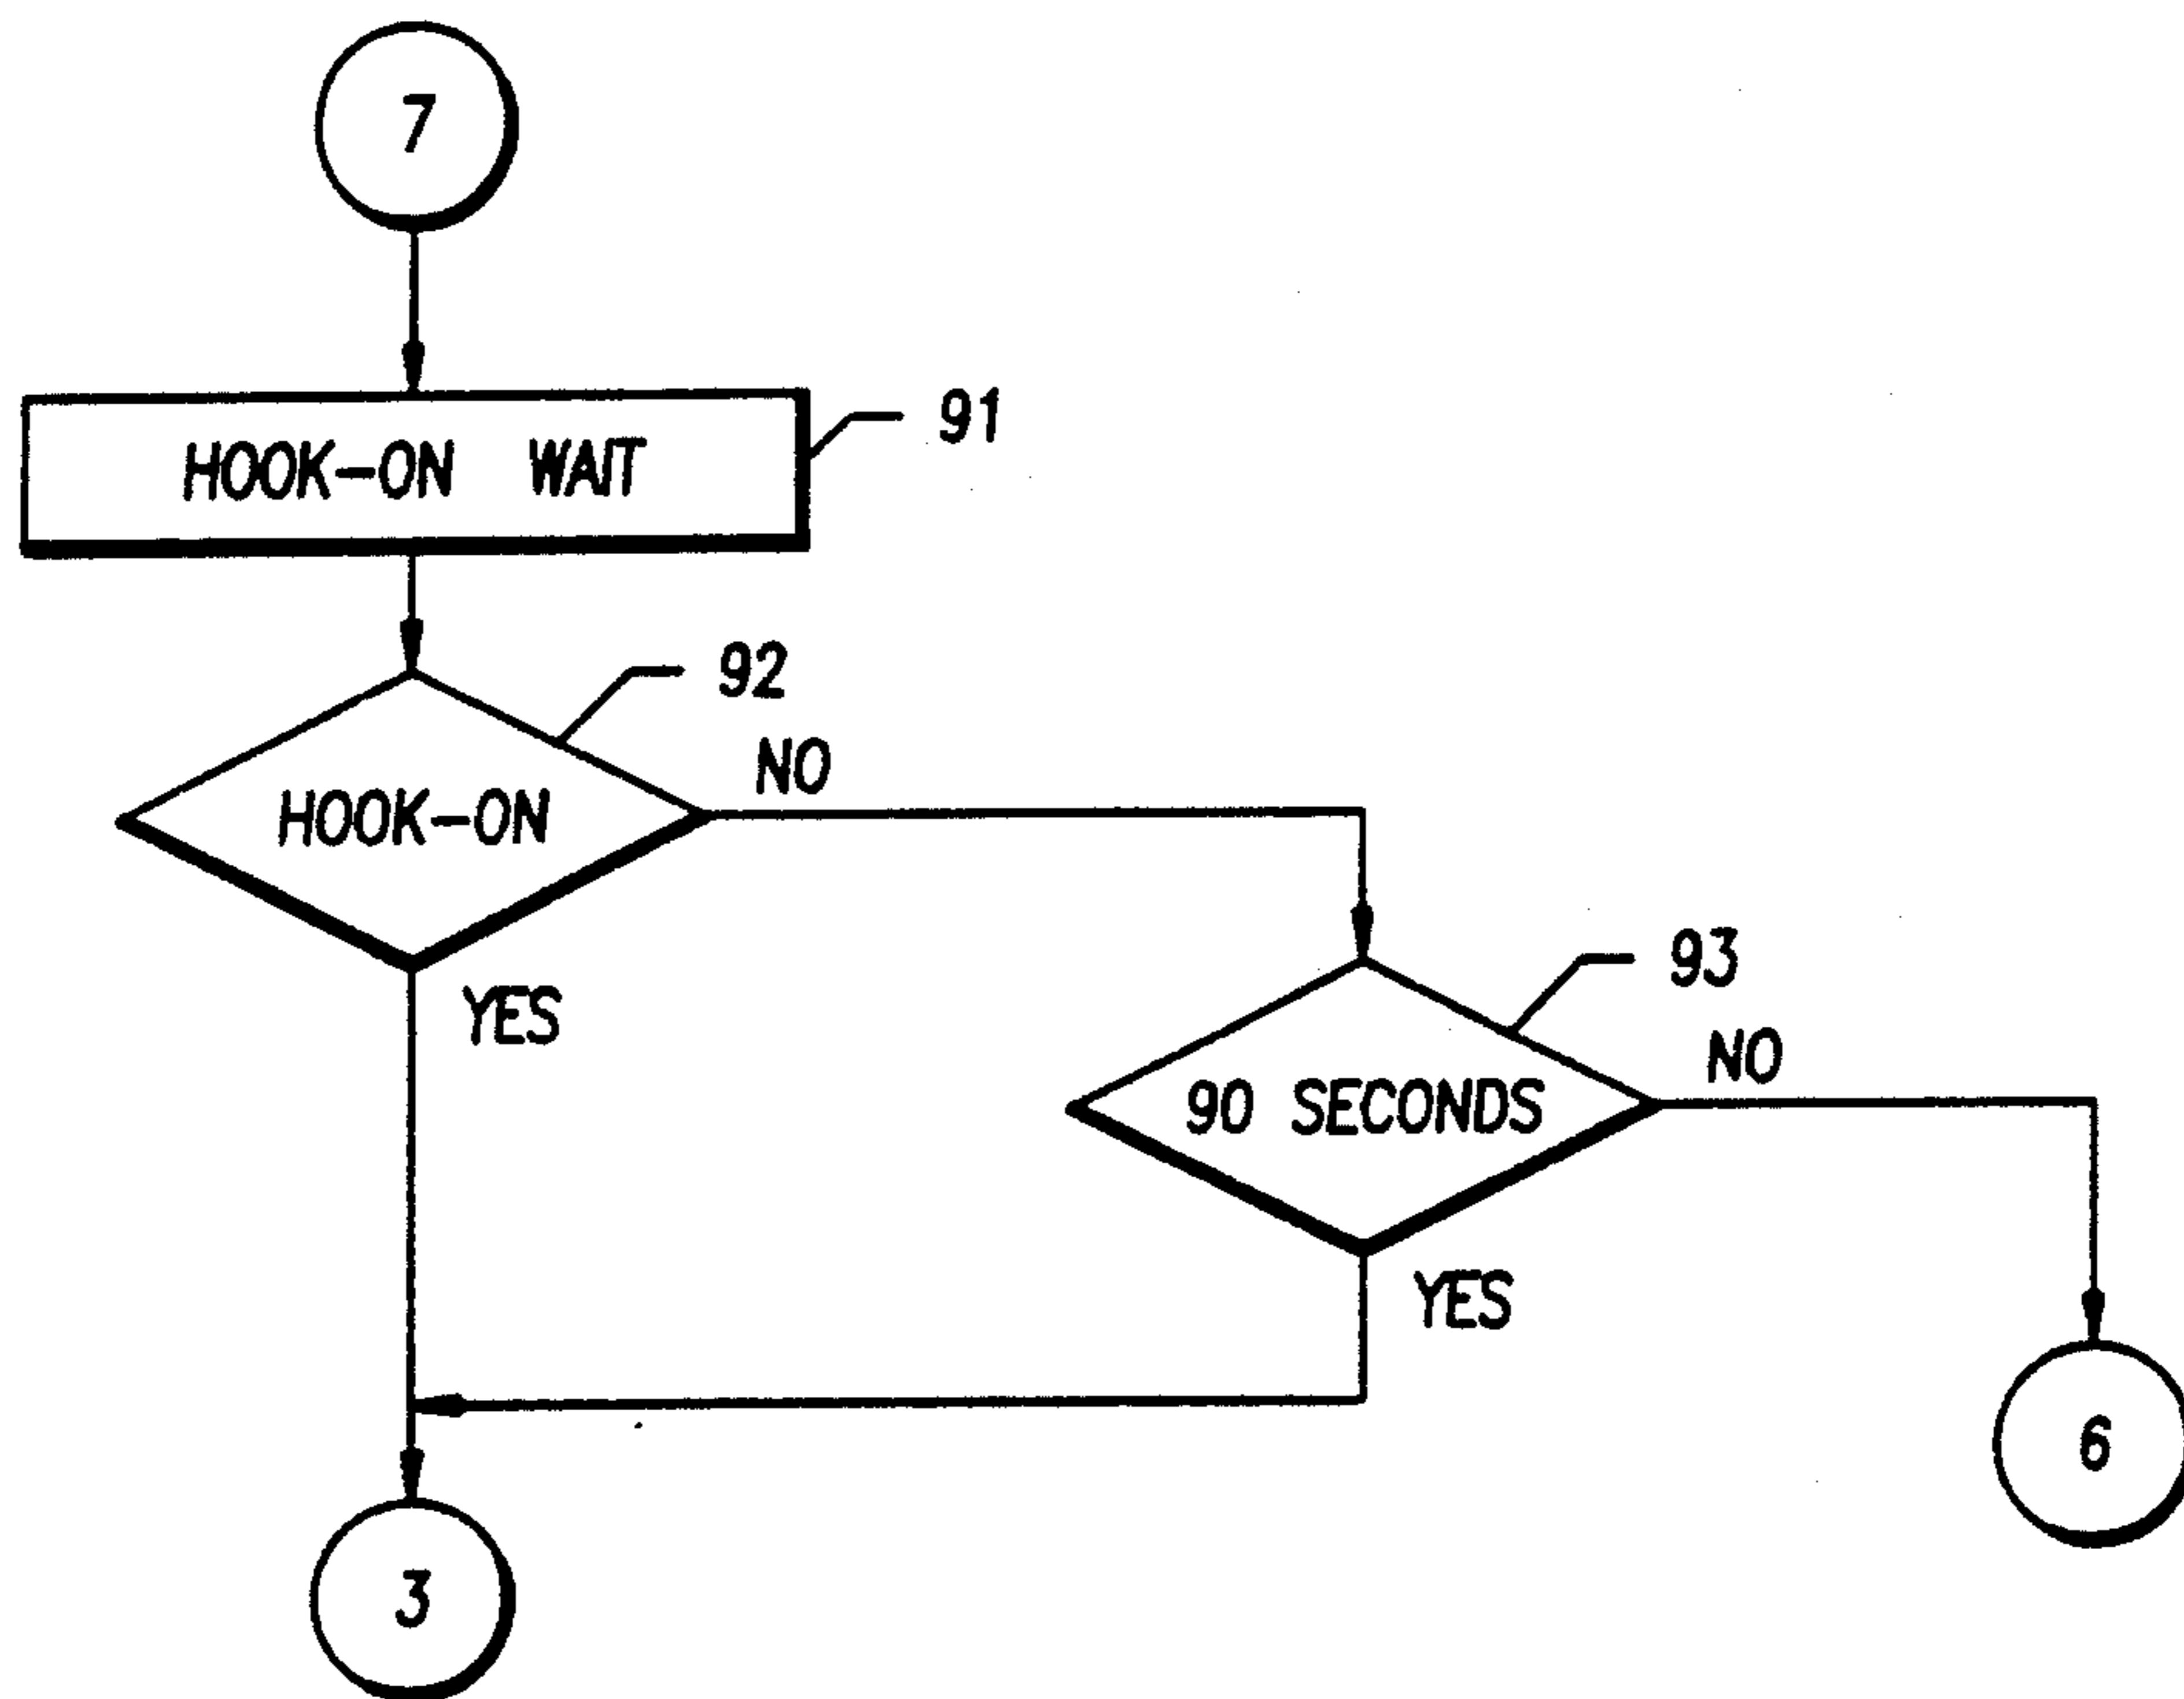 7
HOOK-ON WAIT
91
92
HOOK-ON
NO
YES
93
90 SECONDS
NO
YES
6
3